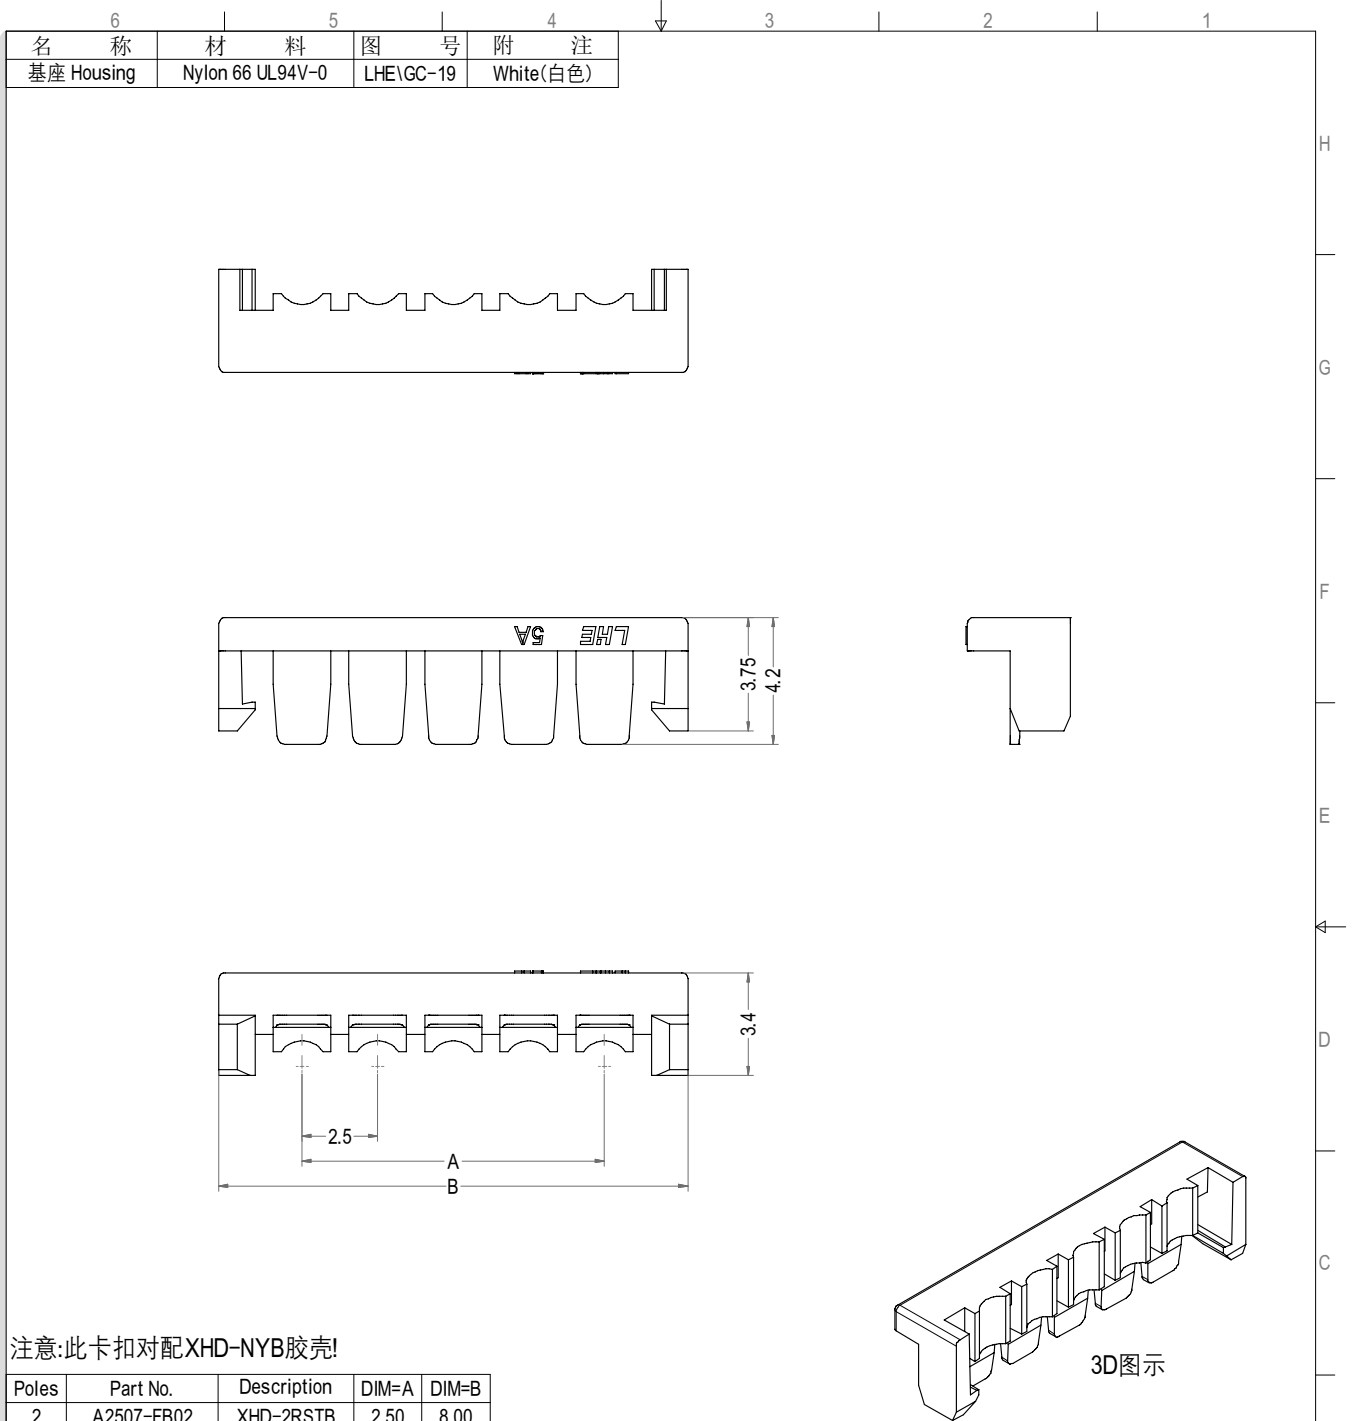 6 5 4 3 2 1
名 称 材 料 图 号 附 注
基座 Housing Nylon 66 UL94V-0 LHE\GC-19 White(白色)
H
G
F
5A LHE
3.75
4.2
E
3.4
D
2.5
A
B
C
3D图示
注意:此卡扣对配XHD-NYB胶壳!
Poles Part No. Description DIM=A DIM=B
2 A2507-FB02 XHD-2RSTB 2.50 8.00